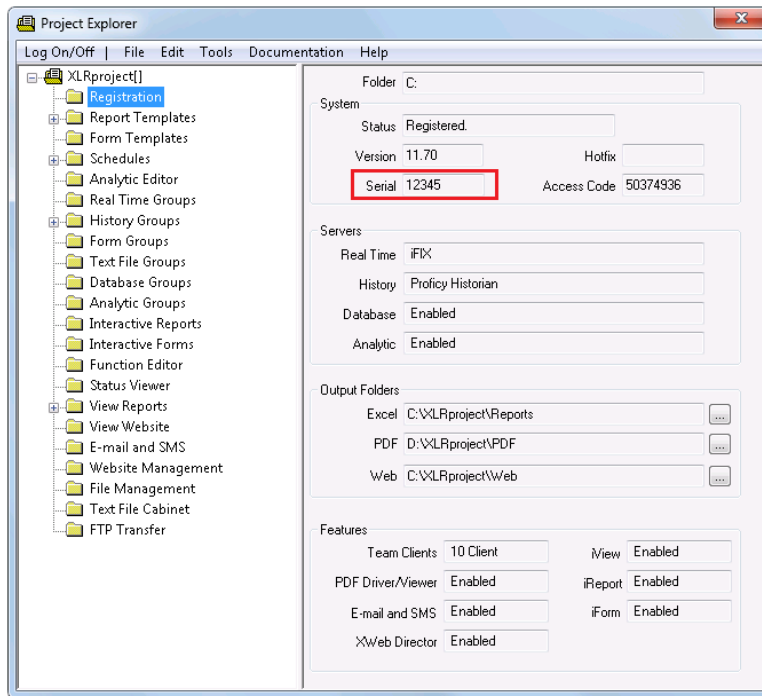 Project Explorer
Log On/Off | File Edit Tools Documentation Help
XLRproject[]
Registration
Report Templates
Form Templates
Schedules
Analytic Editor
Real Time Groups
History Groups
Form Groups
Text File Groups
Database Groups
Analytic Groups
Interactive Reports
Interactive Forms
Function Editor
Status Viewer
View Reports
View Website
E-mail and SMS
Website Management
File Management
Text File Cabinet
FTP Transfer
Folder C:
System
Status Registered.
Version 11.70 Hotfix
Serial 12345 Access Code 50374936
Servers
Real Time iFIX
History Proficy Historian
Database Enabled
Analytic Enabled
Output Folders
Excel C:\XLRproject\Reports ...
PDF D:\XLRproject\PDF ...
Web C:\XLRproject\Web ...
Features
Team Clients 10 Client iView Enabled
PDF Driver/Viewer Enabled iReport Enabled
E-mail and SMS Enabled iForm Enabled
XWeb Director Enabled